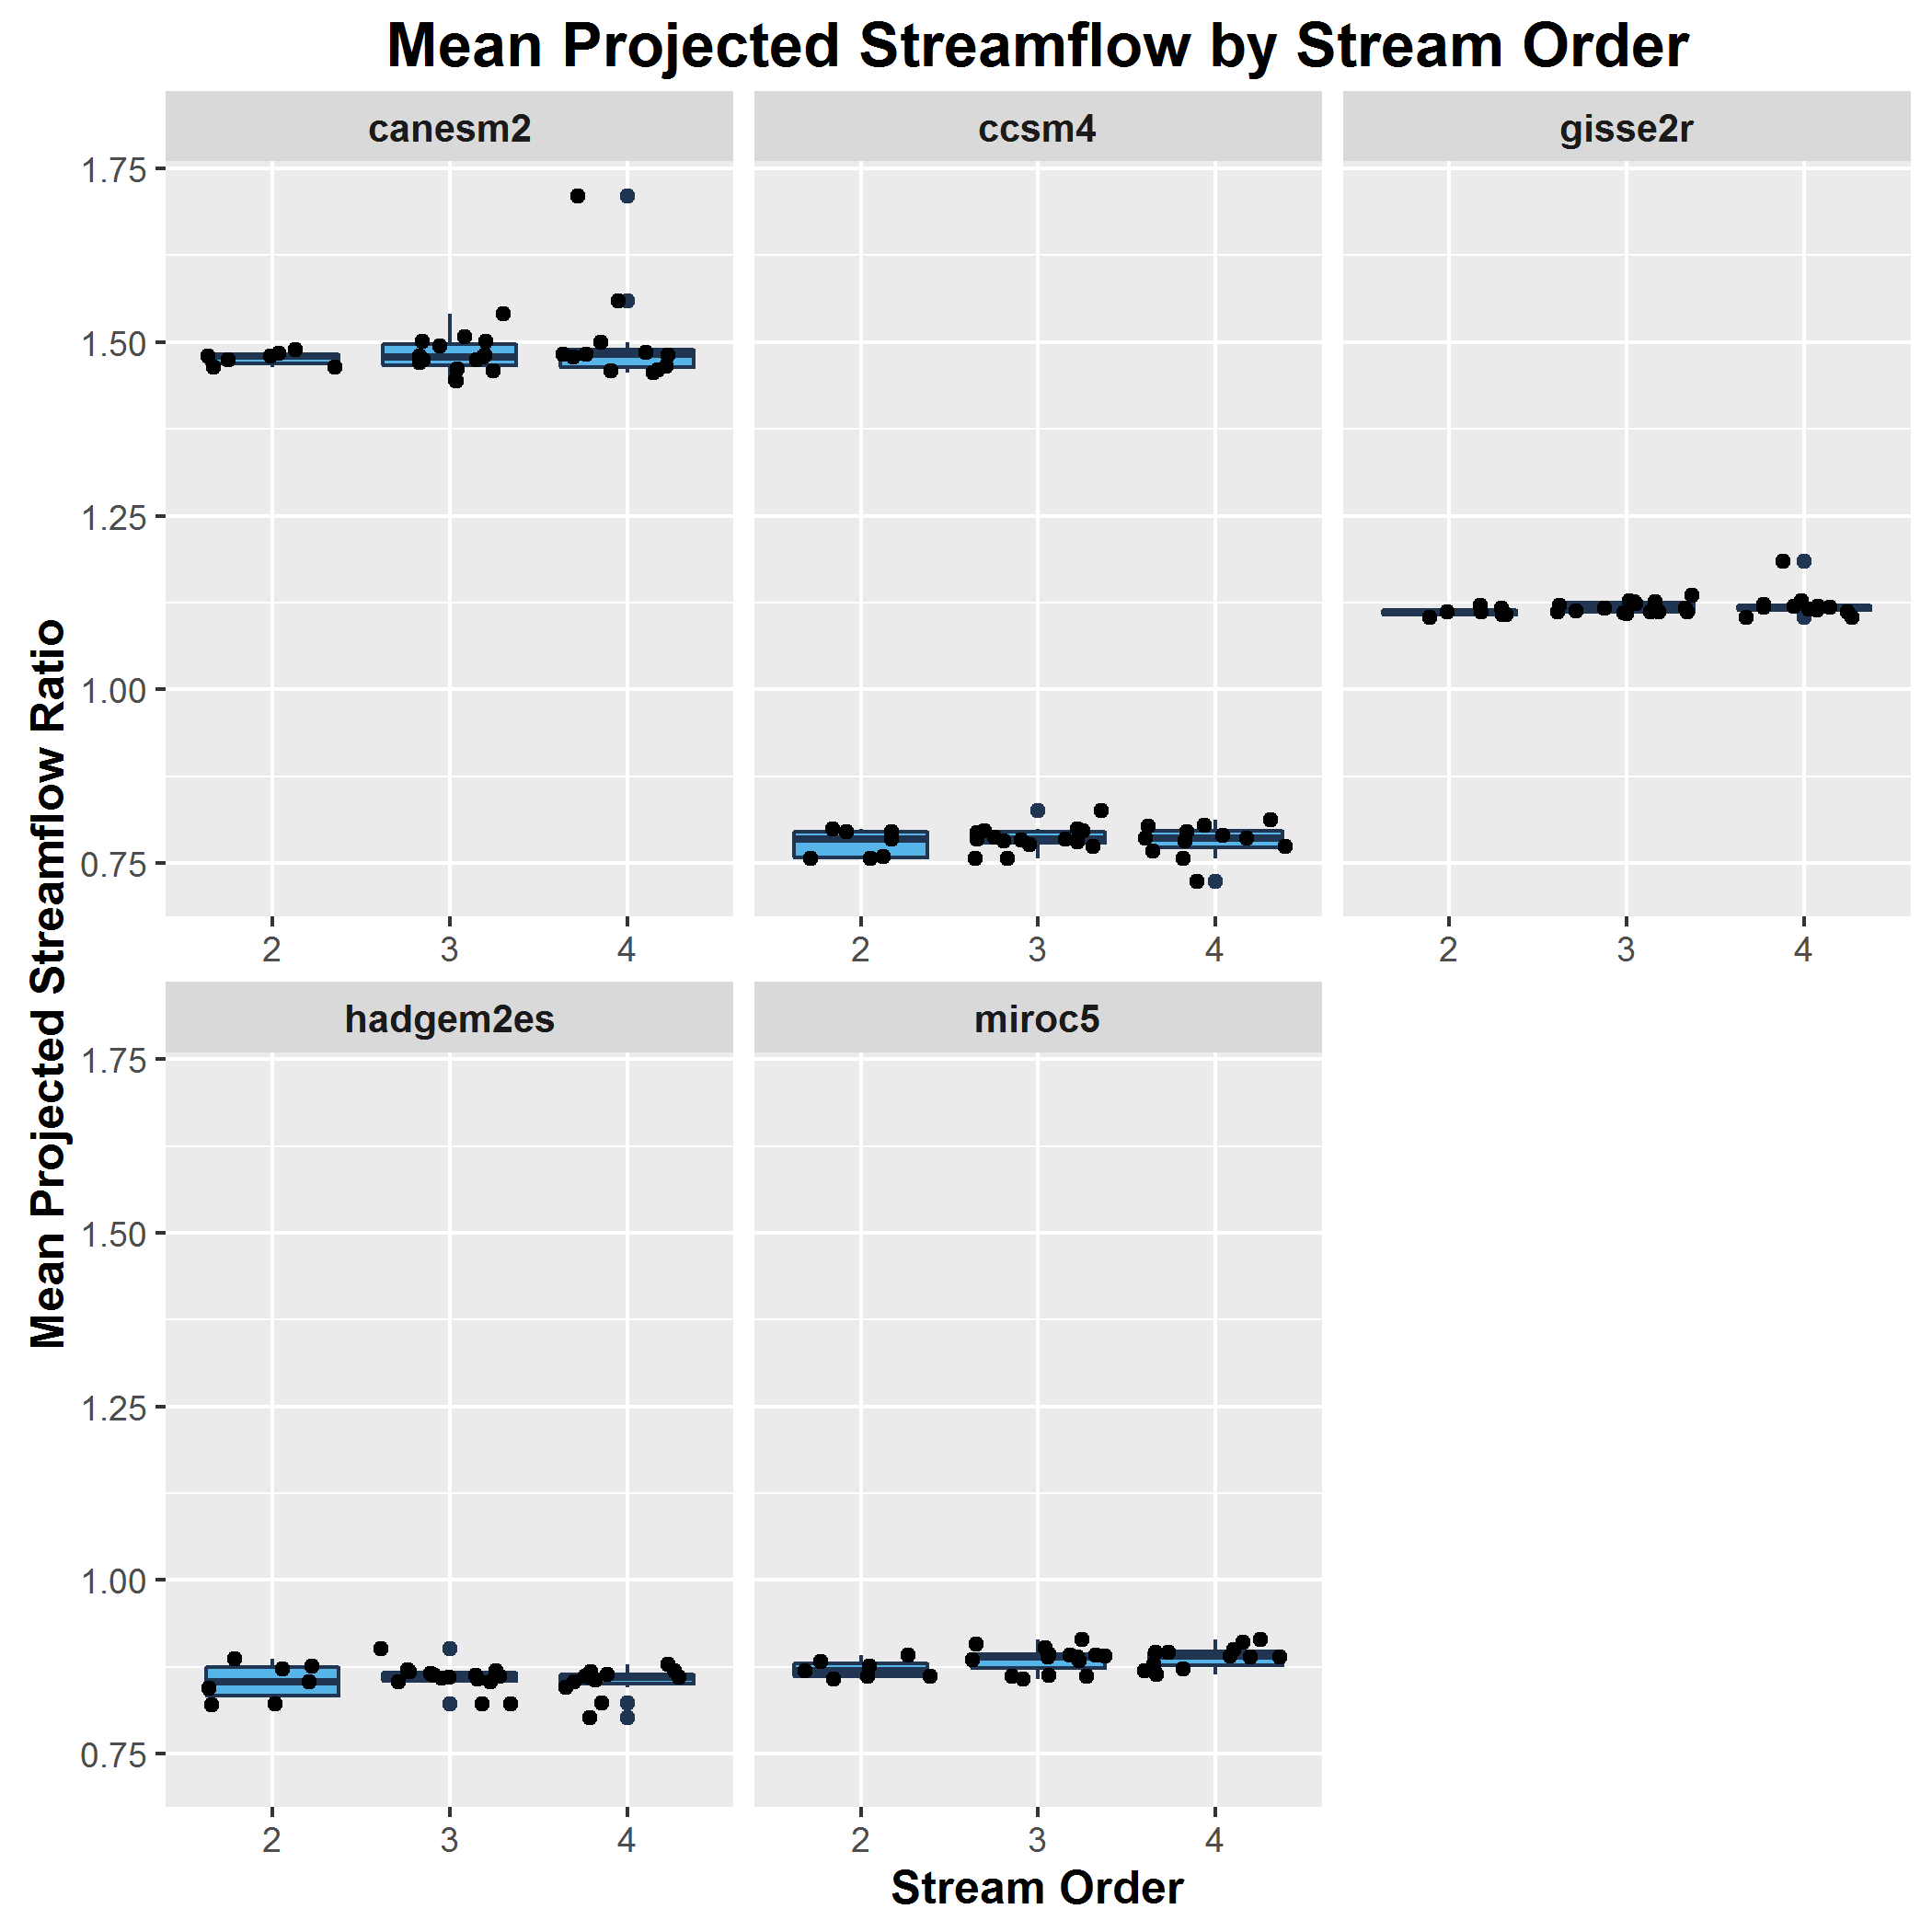 Mean Projected Streamflow by Stream Order
canesm2
ccsm4
gisse2r
1.75
1.50
1.25
1.00
0.75
2 3 4
2 3 4
2 3 4
Mean Projected Streamflow Ratio
hadgem2es
miroc5
1.75
1.50
1.25
1.00
0.75
2 3 4
2 3 4
Stream Order